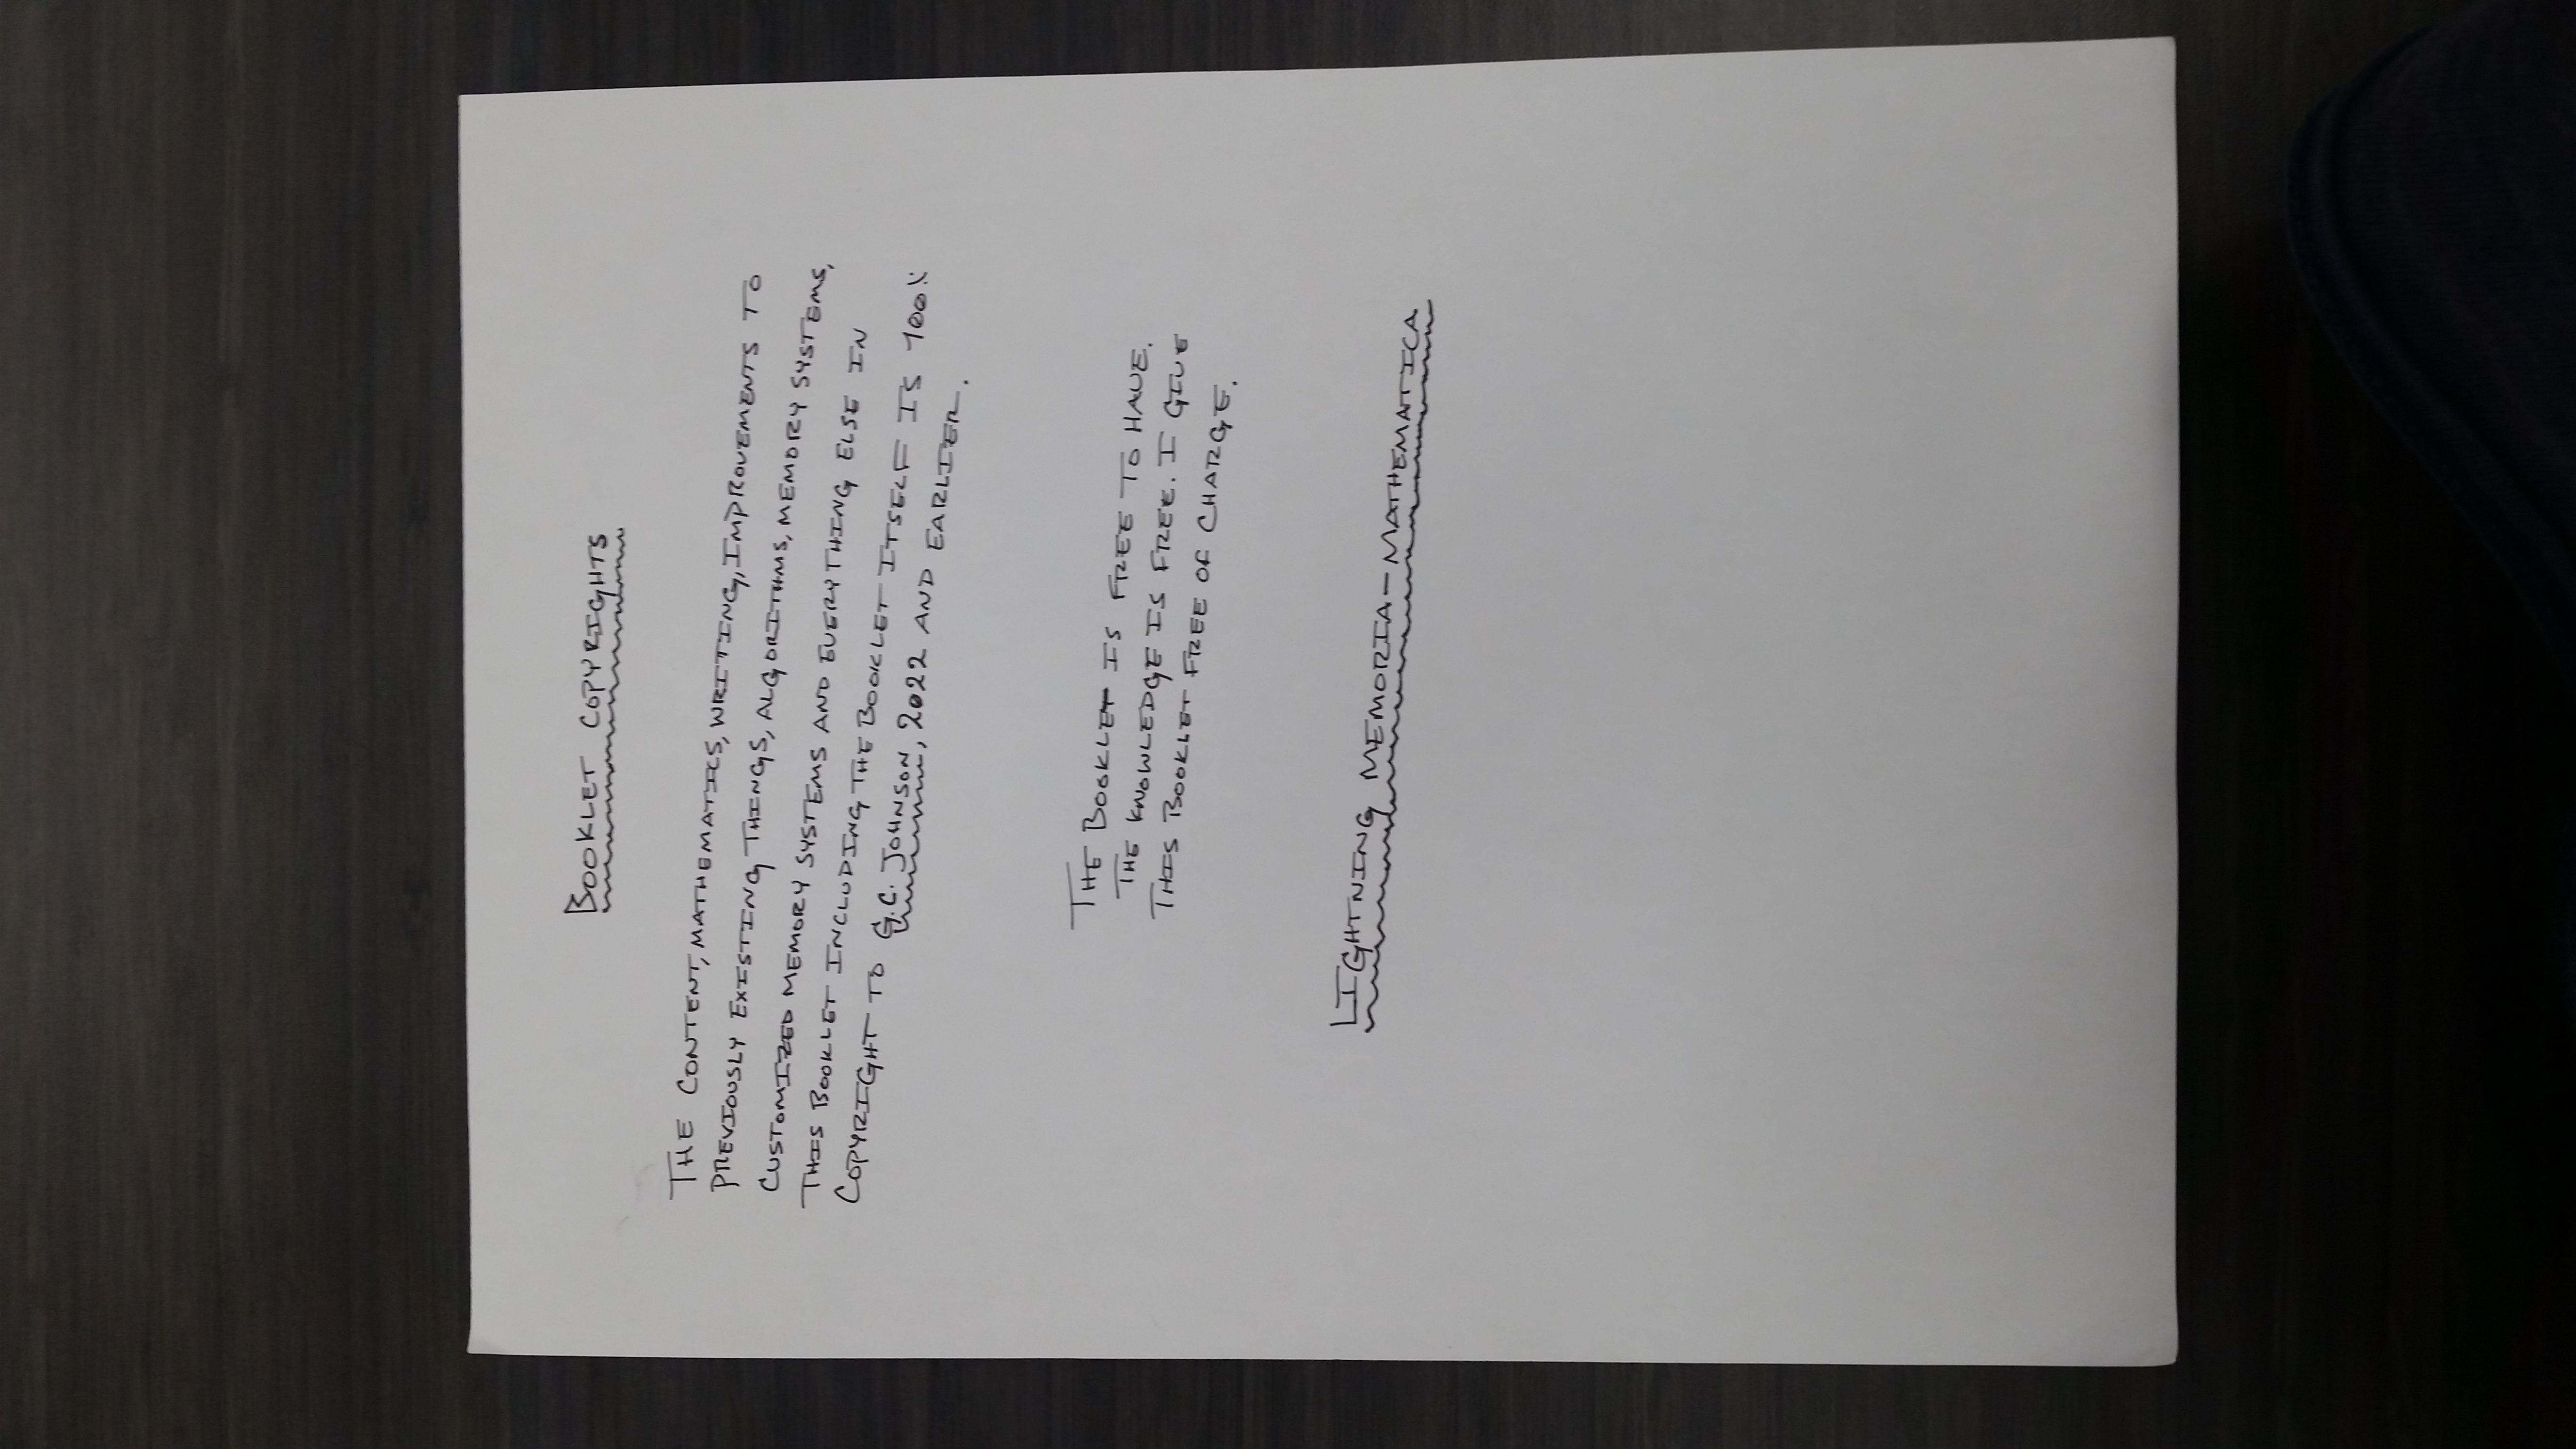 BOOKLET COPYRIGHTS
THE CONTENT, MATHEMATICS, WRITING, IMPROVEMENTS TO
PREVIOUSLY EXISTING THINGS, ALGORITHMS, MEMORY SYSTEMS,
CUSTOMIZED MEMORY SYSTEMS AND EVERYTHING ELSE IN
THIS BOOKLET INCLUDING THE BOOKLET ITSELF IS 100%
COPYRIGHT TO G.C. JOHNSON, 2022 AND EARLIER.
THE BOOKLET IS FREE TO HAVE.
THE KNOWLEDGE IS FREE. I GIVE
THIS BOOKLET FREE OF CHARGE.
LIGHTNING MEMORIA-MATHEMATICA